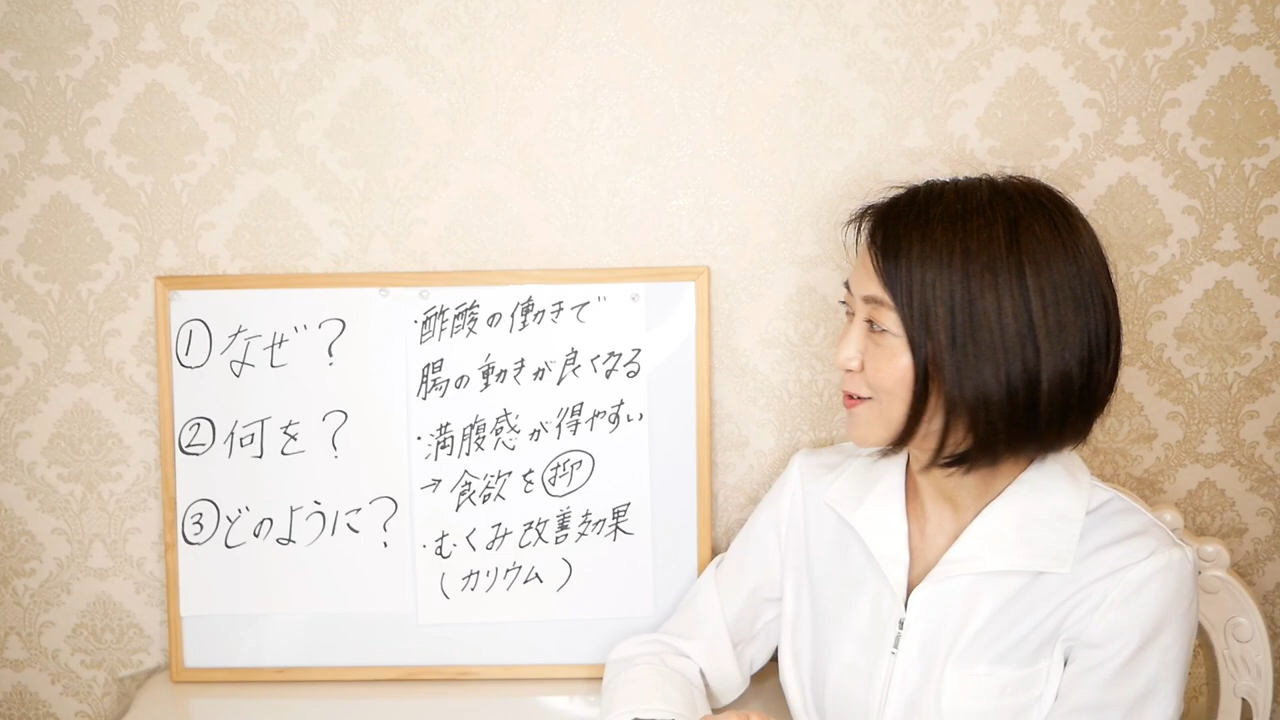 ①なぜ?
②何を?
③どのように?
・酢酸の働きで
腸の動きが良くなる
・満腹感が得やすい
→食欲を㊥抑
・むくみ改善効果
(カリウム)